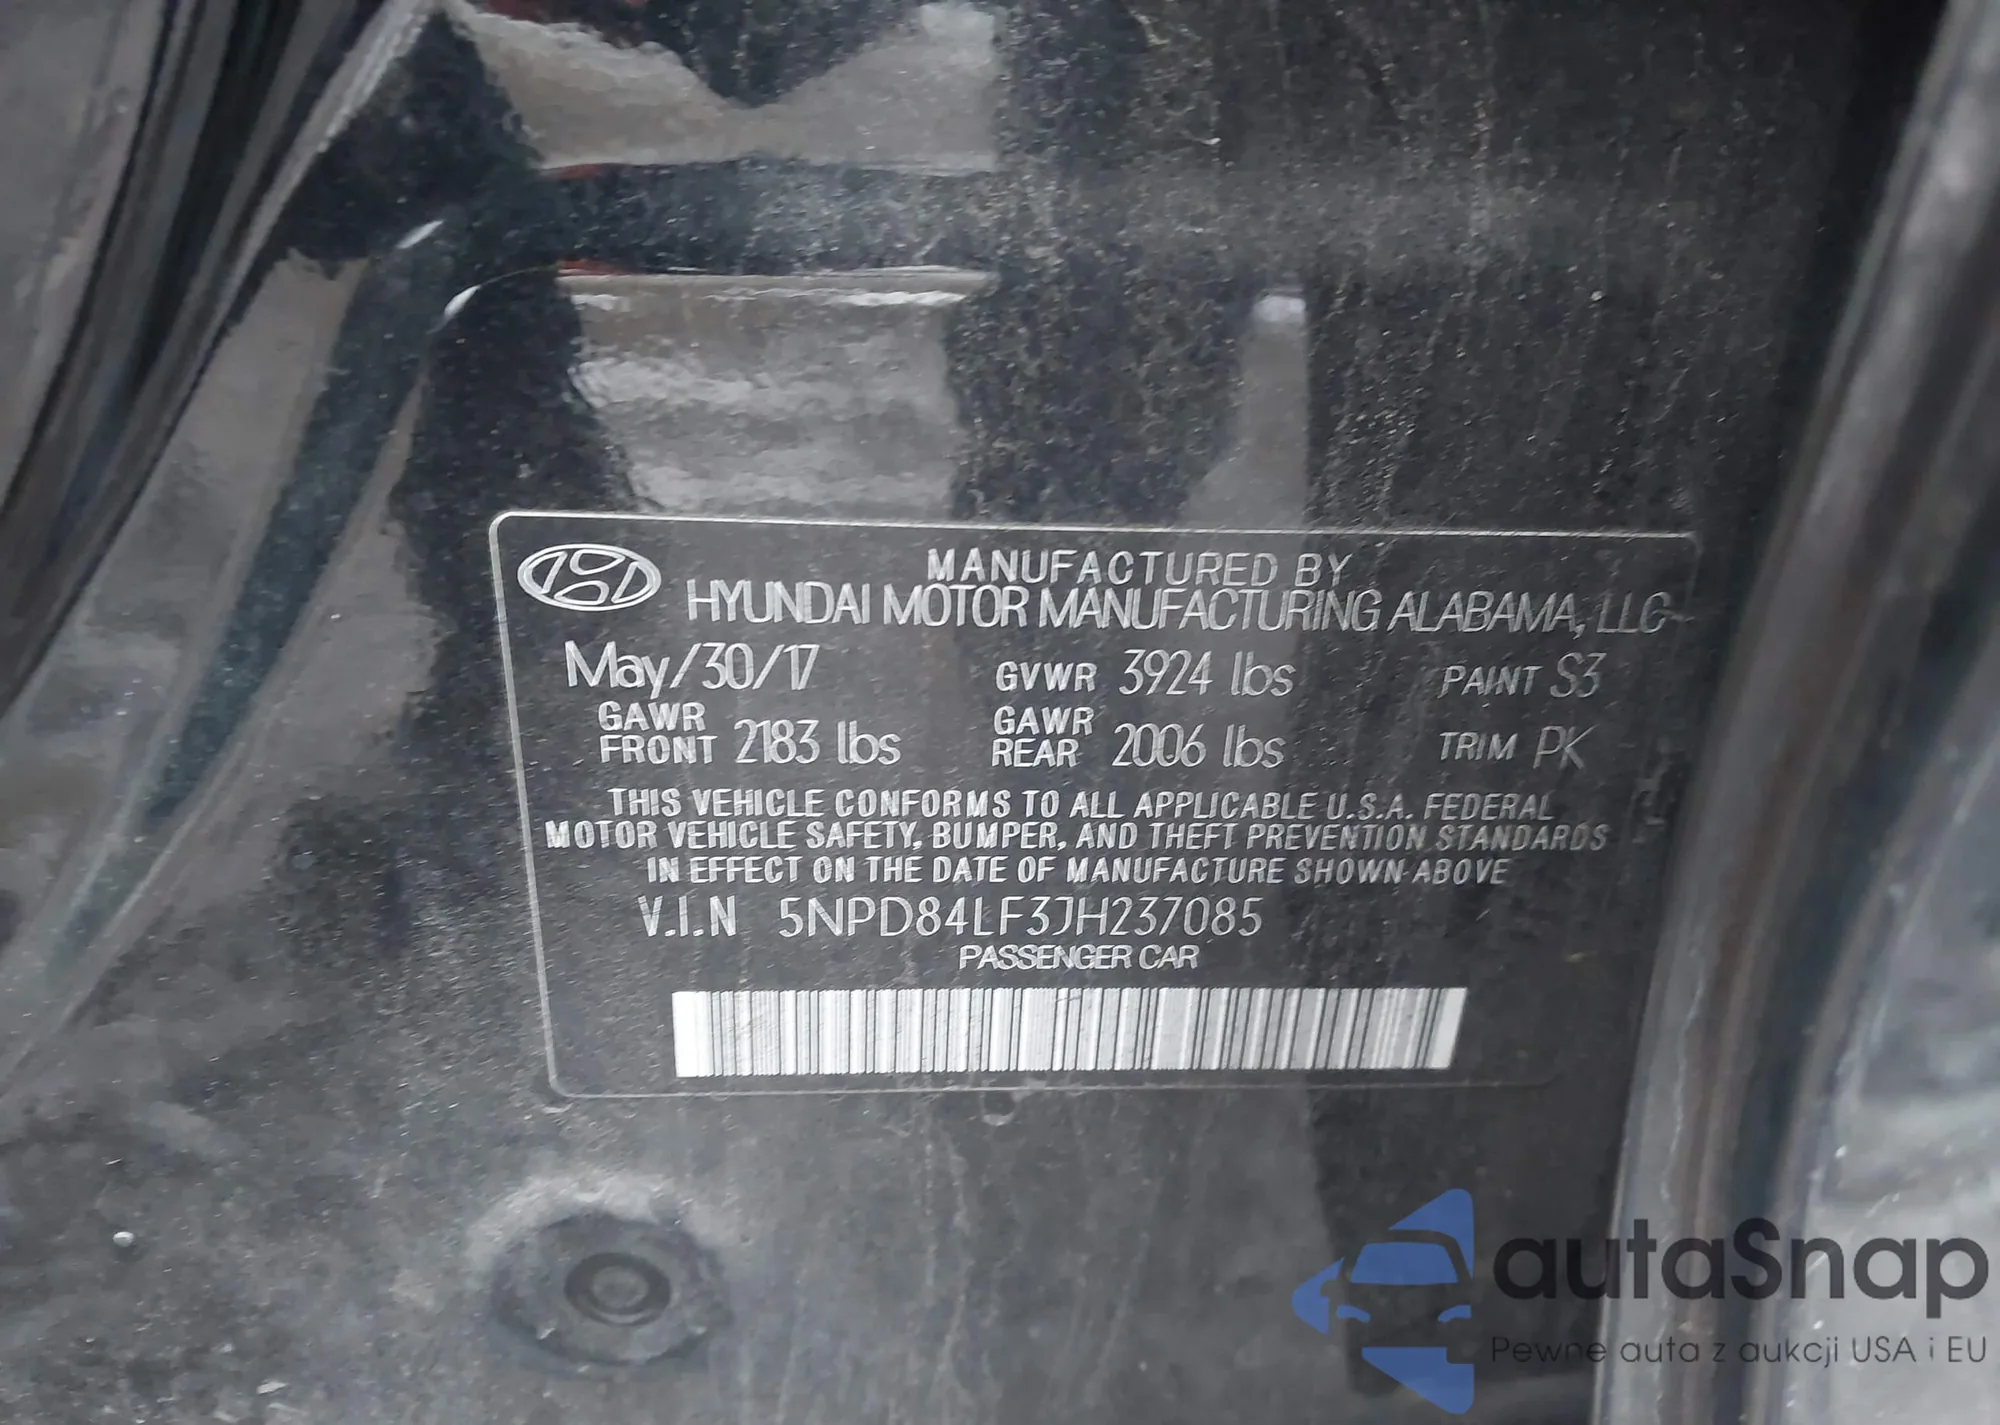 MANUFACTURED BY
HYUNDAI MOTOR MANUFACTURING ALABAMA, LLC
May/30/17 GVWR 3924 lbs PAINT S3
GAWR FRONT 2183 lbs GAWR REAR 2006 lbs TRIM PK
THIS VEHICLE CONFORMS TO ALL APPLICABLE U.S.A. FEDERAL
MOTOR VEHICLE SAFETY, BUMPER, AND THEFT PREVENTION STANDARDS
IN EFFECT ON THE DATE OF MANUFACTURE SHOWN ABOVE
V.I.N 5NPD84LF3JH237085
PASSENGER CAR
autaSnap
Pewne auta z aukcji USA i EU